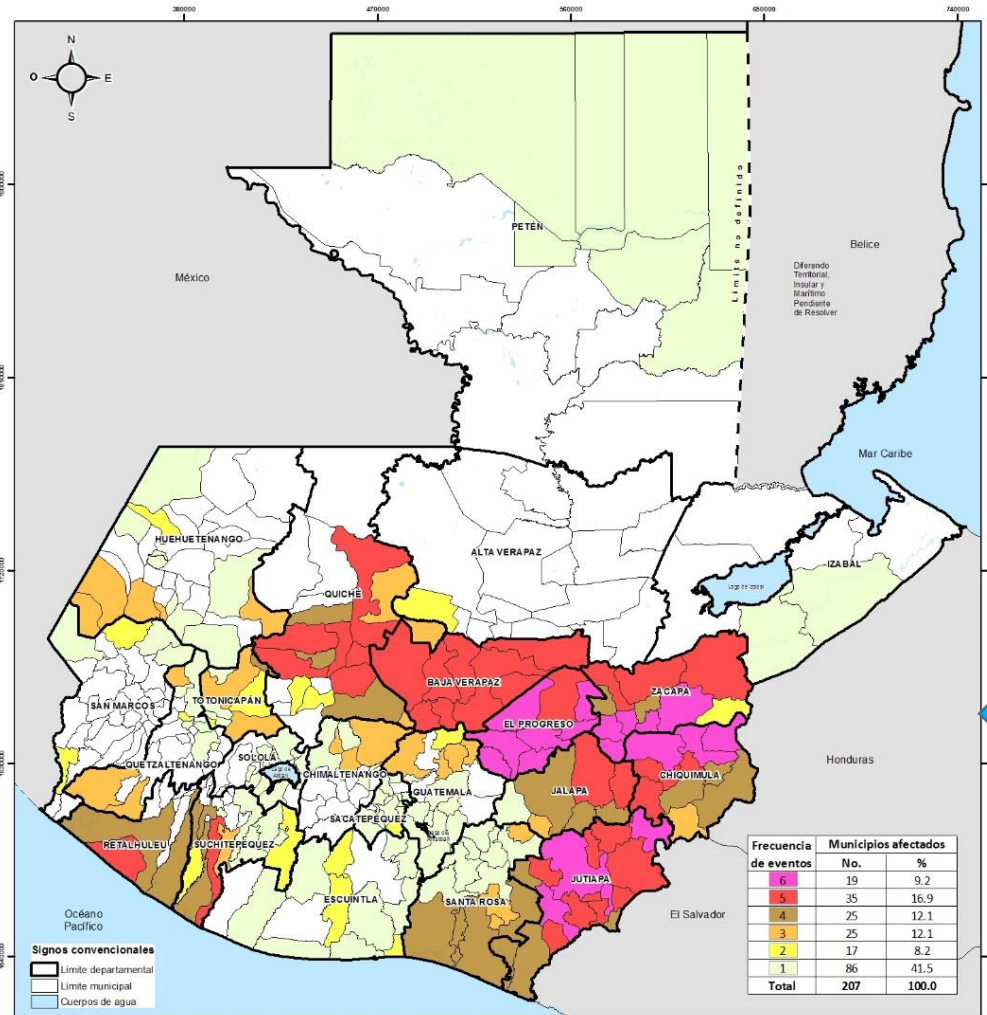 380000 470000 560000 650000 740000
N
O E
S
México
PETÉN
Límite no definido
Belice
Diferendo
Territorial,
Insular y
Marítimo
Pendiente
de Resolver
Mar Caribe
HUEHUETENANGO
ALTA VERAPAZ
IZABAL
Lago de Izabal
QUICHÉ
BAJA VERAPAZ
ZACAPA
SAN MARCOS
TOTONICAPÁN
EL PROGRESO
QUETZALTENANGO
SOLOLÁ
CHIMALTENANGO
GUATEMALA
JALAPA
CHIQUIMULA
Honduras
SACATEPÉQUEZ
RETALHULEU
SUCHITEPÉQUEZ
ESCUINTLA
SANTA ROSA
JUTIAPA
El Salvador
Océano
Pacífico
Signos convencionales
Límite departamental
Límite municipal
Cuerpos de agua
Frecuencia de eventos Municipios afectados
No. %
6 19 9.2
5 35 16.9
4 25 12.1
3 25 12.1
2 17 8.2
1 86 41.5
Total 207 100.0